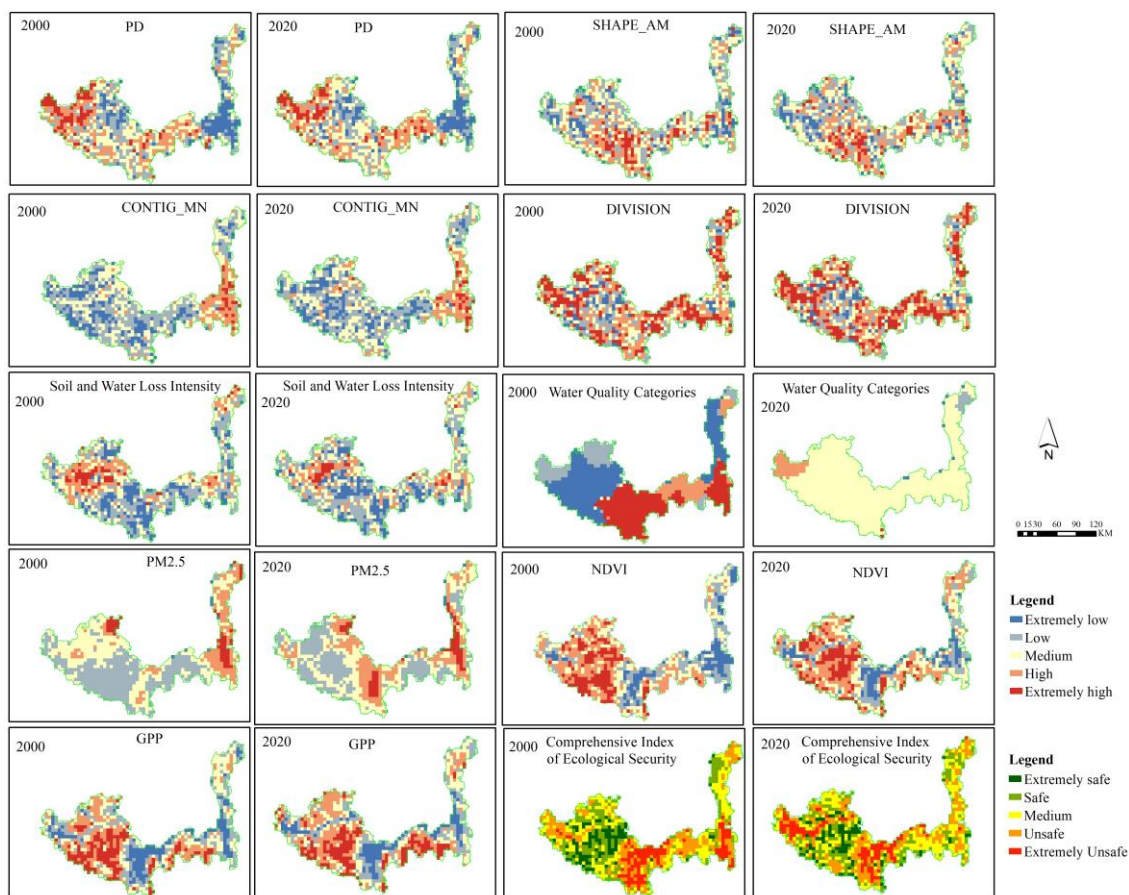 2000
PD
2020
PD
2000
SHAPE_AM
2020
SHAPE_AM
2000
CONTIG_MN
2020
CONTIG_MN
2000
DIVISION
2020
DIVISION
Soil and Water Loss Intensity
2000
Soil and Water Loss Intensity
2020
2000
Water Quality Categories
Water Quality Categories
2020
N
0 15 30 60 90 120
KM
2000
PM2.5
2020
PM2.5
2000
NDVI
2020
NDVI
Legend
Extremely low
Low
Medium
High
Extremely high
2000
GPP
2020
GPP
2000
Comprehensive Index
of Ecological Security
2020
Comprehensive Index
of Ecological Security
Legend
Extremely safe
Safe
Medium
Unsafe
Extremely Unsafe